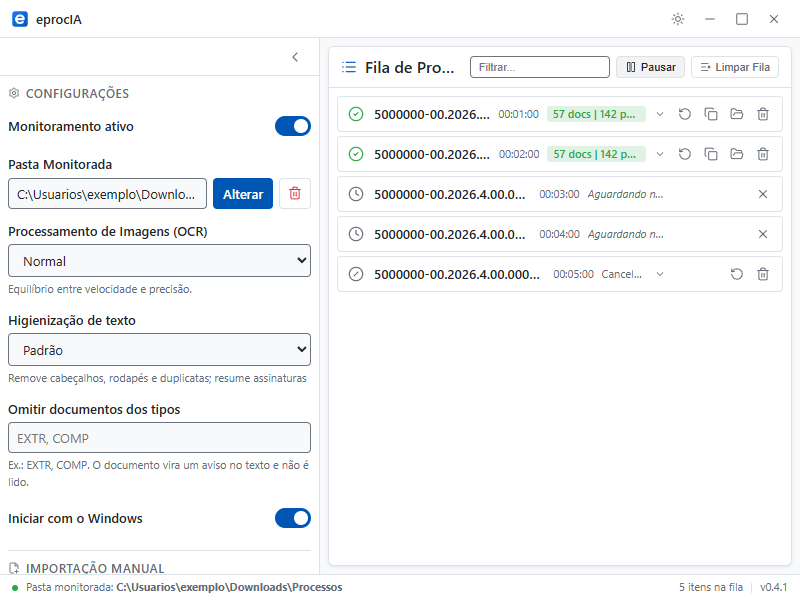 e eprocIA
CONFIGURAÇÕES
Monitoramento ativo
Pasta Monitorada
C:\Usuarios\exemplo\Downlo...
Alterar
Processamento de Imagens (OCR)
Normal
Equilíbrio entre velocidade e precisão.
Higienização de texto
Padrão
Remove cabeçalhos, rodapés e duplicatas; resume assinaturas
Omitir documentos dos tipos
EXTR, COMP
Ex.: EXTR, COMP. O documento vira um aviso no texto e não é
lido.
Iniciar com o Windows
IMPORTAÇÃO MANUAL
Fila de Pro... Filtrar... Pausar Limpar Fila
5000000-00.2026.... 00:01:00 57 docs | 142 p...
5000000-00.2026.... 00:02:00 57 docs | 142 p...
5000000-00.2026.4.00.0... 00:03:00 Aguardando n...
5000000-00.2026.4.00.0... 00:04:00 Aguardando n...
5000000-00.2026.4.00.000... 00:05:00 Cancel...
Pasta monitorada: C:\Usuarios\exemplo\Downloads\Processos
5 itens na fila v0.4.1